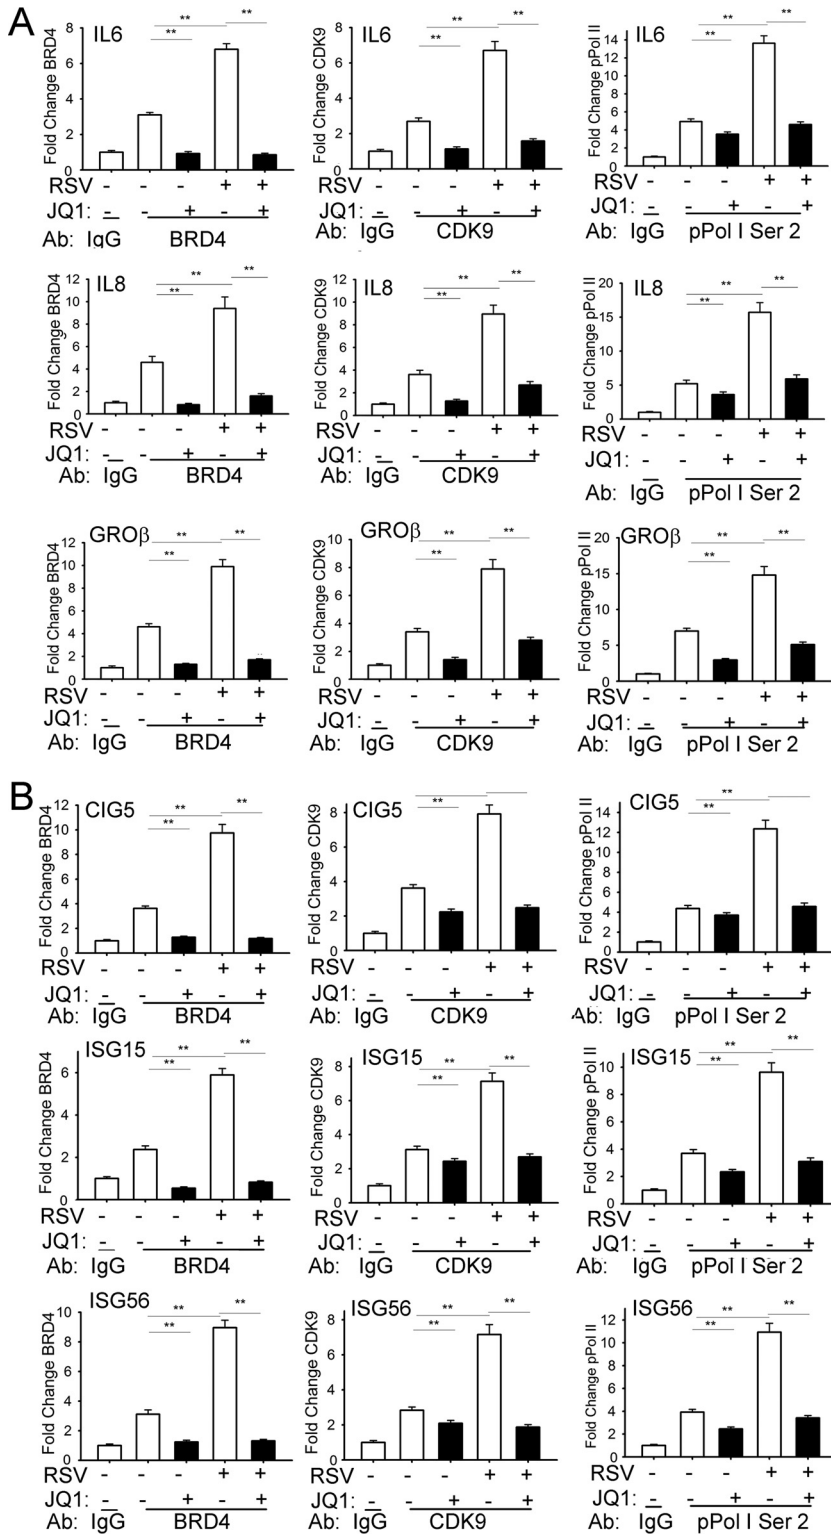 A
IL6
Fold Change BRD4
8
6
4
2
0
**
**
**
RSV - - - + +
JQ1: - - + - +
Ab: IgG BRD4
IL6
Fold Change CDK9
8
6
4
2
0
**
**
**
- - - + +
- - + - +
IgG CDK9
IL6
Fold Change pPol II
14
12
10
8
6
4
2
0
**
**
**
RSV - - - + +
JQ1: - - + - +
Ab: IgG pPol I Ser 2
IL8
Fold Change BRD4
12
10
8
6
4
2
0
**
**
**
RSV - - - + +
JQ1: - - + - +
Ab: IgG BRD4
IL8
Fold Change CDK9
12
10
8
6
4
2
0
**
**
**
RSV - - - + +
JQ1: - - + - +
Ab: IgG CDK9
IL8
Fold Change pPol II
20
15
10
5
0
**
**
**
RSV - - - + +
JQ1: - - + - +
Ab: IgG pPol I Ser 2
GROβ
Fold Change BRD4
12
10
8
6
4
2
0
**
**
**
RSV - - - + +
JQ1: - - + - +
Ab: IgG BRD4
GROβ
Fold Change CDK9
10
8
6
4
2
0
**
**
**
RSV - - - + +
JQ1: - - + - +
Ab: IgG CDK9
GROβ
Fold Change pPol II
20
15
10
5
0
**
**
**
RSV - - - + +
JQ1: - - + - +
Ab: IgG pPol I Ser 2
B
CIG5
Fold Change BRD4
12
10
8
6
4
2
0
**
**
**
RSV - - - + +
JQ1: - - + - +
Ab: IgG BRD4
CIG5
Fold Change CDK9
8
6
4
2
0
**
**
**
RSV - - - + +
JQ1: - - + - +
Ab: IgG CDK9
CIG5
Fold Change pPol II
14
12
10
8
6
4
2
0
**
**
**
RSV - - - + +
JQ1: - - + - +
Ab: IgG pPol I Ser 2
ISG15
Fold Change BRD4
6
4
2
0
**
**
**
RSV - - - + +
JQ1: - - + - +
Ab: IgG BRD4
ISG15
Fold Change CDK9
8
6
4
2
0
**
**
**
RSV - - - + +
JQ1: - - + - +
Ab: IgG CDK9
ISG15
Fold Change pPol II
10
8
6
4
2
0
**
**
**
RSV - - - + +
JQ1: - - + - +
Ab: IgG pPol I Ser 2
ISG56
Fold Change BRD4
10
8
6
4
2
0
**
**
**
RSV - - - + +
JQ1: - - + - +
Ab: IgG BRD4
ISG56
Fold Change CDK9
8
6
4
2
0
**
**
**
RSV - - - + +
JQ1: - - + - +
Ab: IgG CDK9
ISG56
Fold Change pPol II
12
10
8
6
4
2
0
**
**
**
RSV - - - + +
JQ1: - - + - +
Ab: IgG pPol I Ser 2